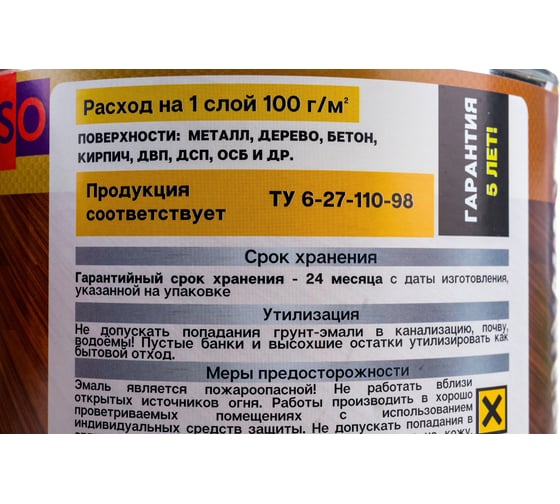 SO
Расход на 1 слой 100 г/м²
ПОВЕРХНОСТИ: МЕТАЛЛ, ДЕРЕВО, БЕТОН,
КИРПИЧ, ДВП, ДСП, ОСБ И ДР.
Продукция
соответствует
ТУ 6-27-110-98
ГАРАНТИЯ
5 ЛЕТ!
Срок хранения
Гарантийный срок хранения - 24 месяца с даты изготовления,
указанной на упаковке
Утилизация
Не допускать попадания грунт-эмали в канализацию, почву,
водоёмы! Пустые банки и высохшие остатки утилизировать как
бытовой отход.
Меры предосторожности
Эмаль является пожароопасной! Не работать вблизи
открытых источников огня. Работы производить в хорошо
проветриваемых помещениях с использованием
индивидуальных средств защиты. Не допускать попадания в
кожу,